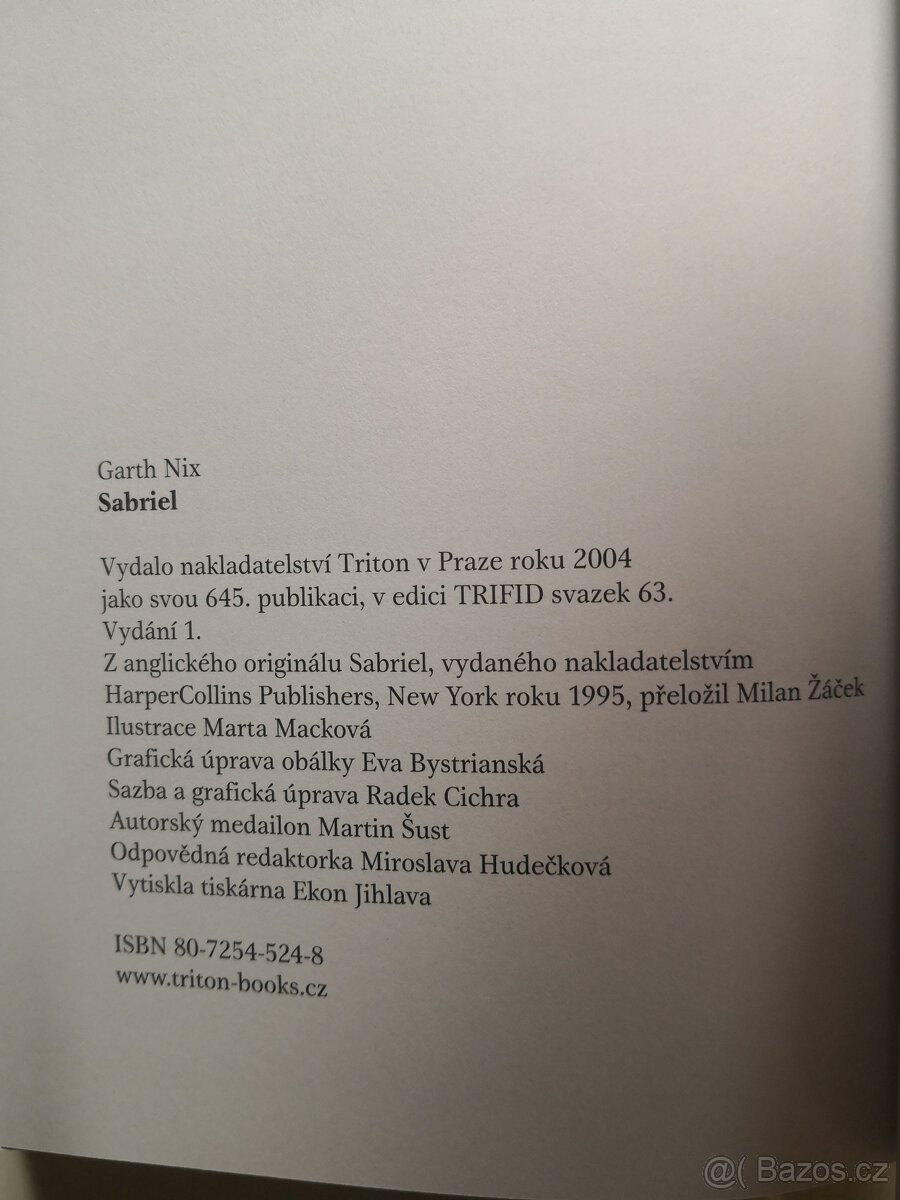 Garth Nix
Sabriel
Vydalo nakladatelství Triton v Praze roku 2004
jako svou 645. publikaci, v edici TRIFID svazek 63.
Vydání 1.
Z anglického originálu Sabriel, vydaného nakladatelstvím
HarperCollins Publishers, New York roku 1995, přeložil Milan Žáček
Ilustrace Marta Macková
Grafická úprava obálky Eva Bystrianská
Sazba a grafická úprava Radek Cichra
Autorský medailon Martin Šust
Odpovědná redaktorka Miroslava Hudečková
Vytiskla tiskárna Ekon Jihlava
ISBN 80-7254-524-8
www.triton-books.cz
@( Bazos.cz